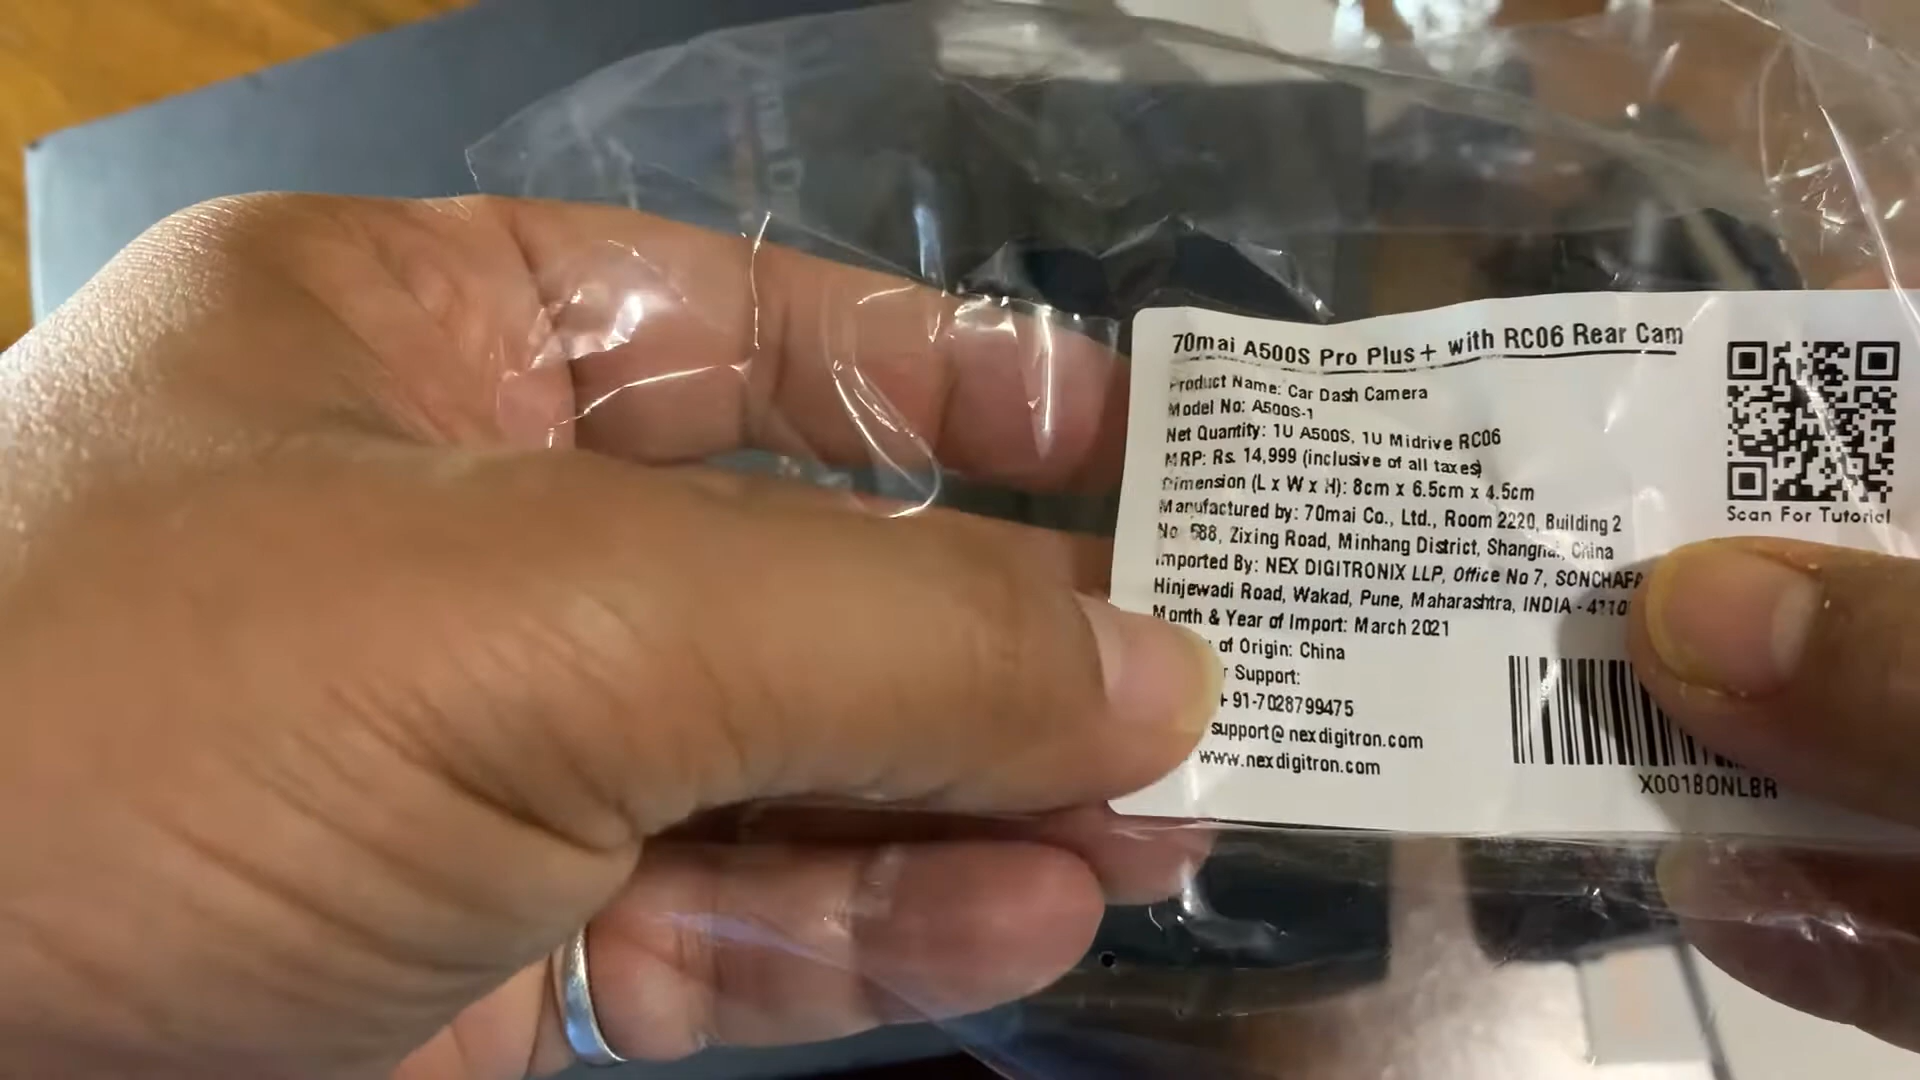 70mai A500S Pro Plus+ with RC06 Rear Cam
Product Name: Car Dash Camera
Model No: A500S-1
Net Quantity: 1U A500S, 1U Midrive RC06
MRP: Rs. 14,999 (inclusive of all taxes)
Dimension (L x W x H): 8cm x 6.5cm x 4.5cm
Manufactured by: 70mai Co., Ltd., Room 2220, Building 2
No 588, Zixing Road, Minhang District, Shanghai, China
Imported By: NEX DIGITRONIX LLP, Office No 7,
Hinjewadi Road, Wakad, Pune, Maharashtra, INDIA -
Month & Year of Import: March 2021
of Origin: China
Support:
+91-7028799475
support@nexdigitron.com
www.nexdigitron.com
Scan For Tutorial
X001BONLBR